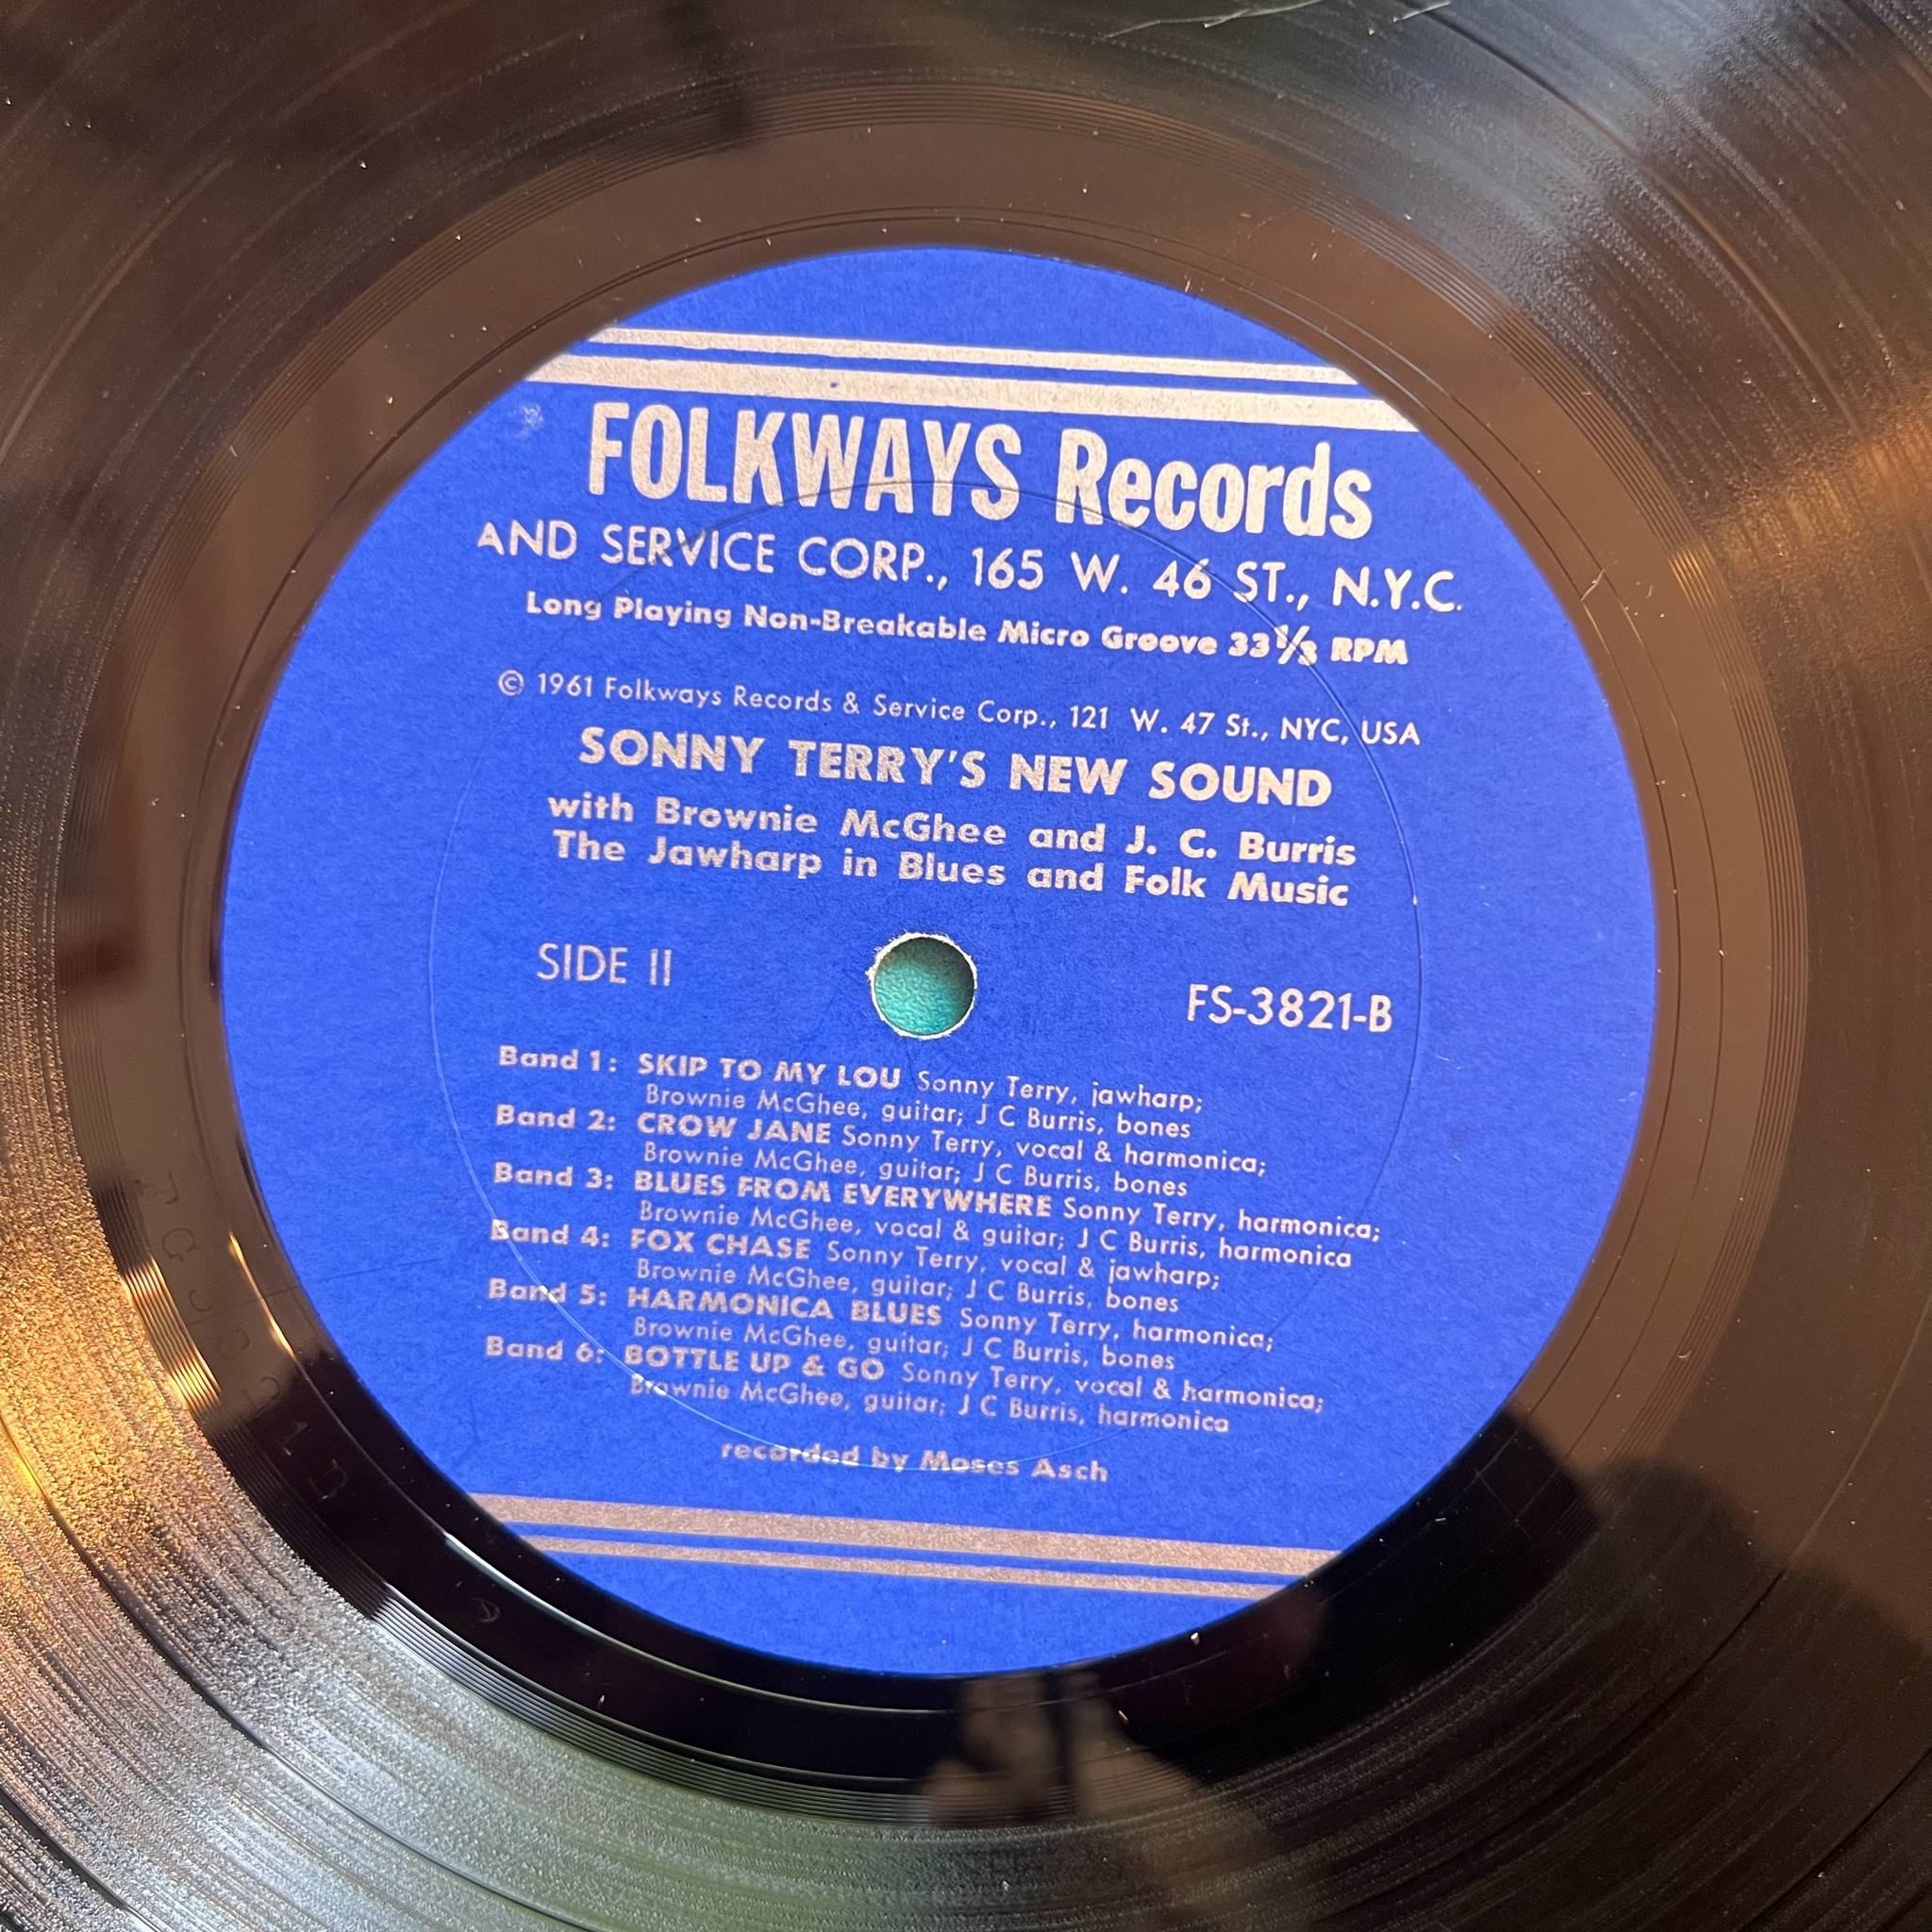 FOLKWAYS Records
AND SERVICE CORP., 165 W. 46 ST., N.Y.C.
Long Playing Non-Breakable Micro Groove 33⅓ RPM
© 1961 Folkways Records & Service Corp., 121 W. 47 St., NYC, USA
SONNY TERRY'S NEW SOUND
with Brownie McGhee and J. C. Burris
The Jawharp in Blues and Folk Music
SIDE II
FS-3821-B
Band 1: SKIP TO MY LOU Sonny Terry, jawharp;
Brownie McGhee, guitar; J C Burris, bones
Band 2: CROW JANE Sonny Terry, vocal & harmonica;
Brownie McGhee, guitar; J C Burris, bones
Band 3: BLUES FROM EVERYWHERE Sonny Terry, harmonica;
Brownie McGhee, vocal & guitar; J C Burris, harmonica
Band 4: FOX CHASE Sonny Terry, vocal & jawharp;
Brownie McGhee, guitar; J C Burris, bones
Band 5: HARMONICA BLUES Sonny Terry, harmonica;
Brownie McGhee, guitar; J C Burris, bones
Band 6: BOTTLE UP & GO Sonny Terry, vocal & harmonica;
Brownie McGhee, guitar; J C Burris, harmonica
recorded by Moses Asch